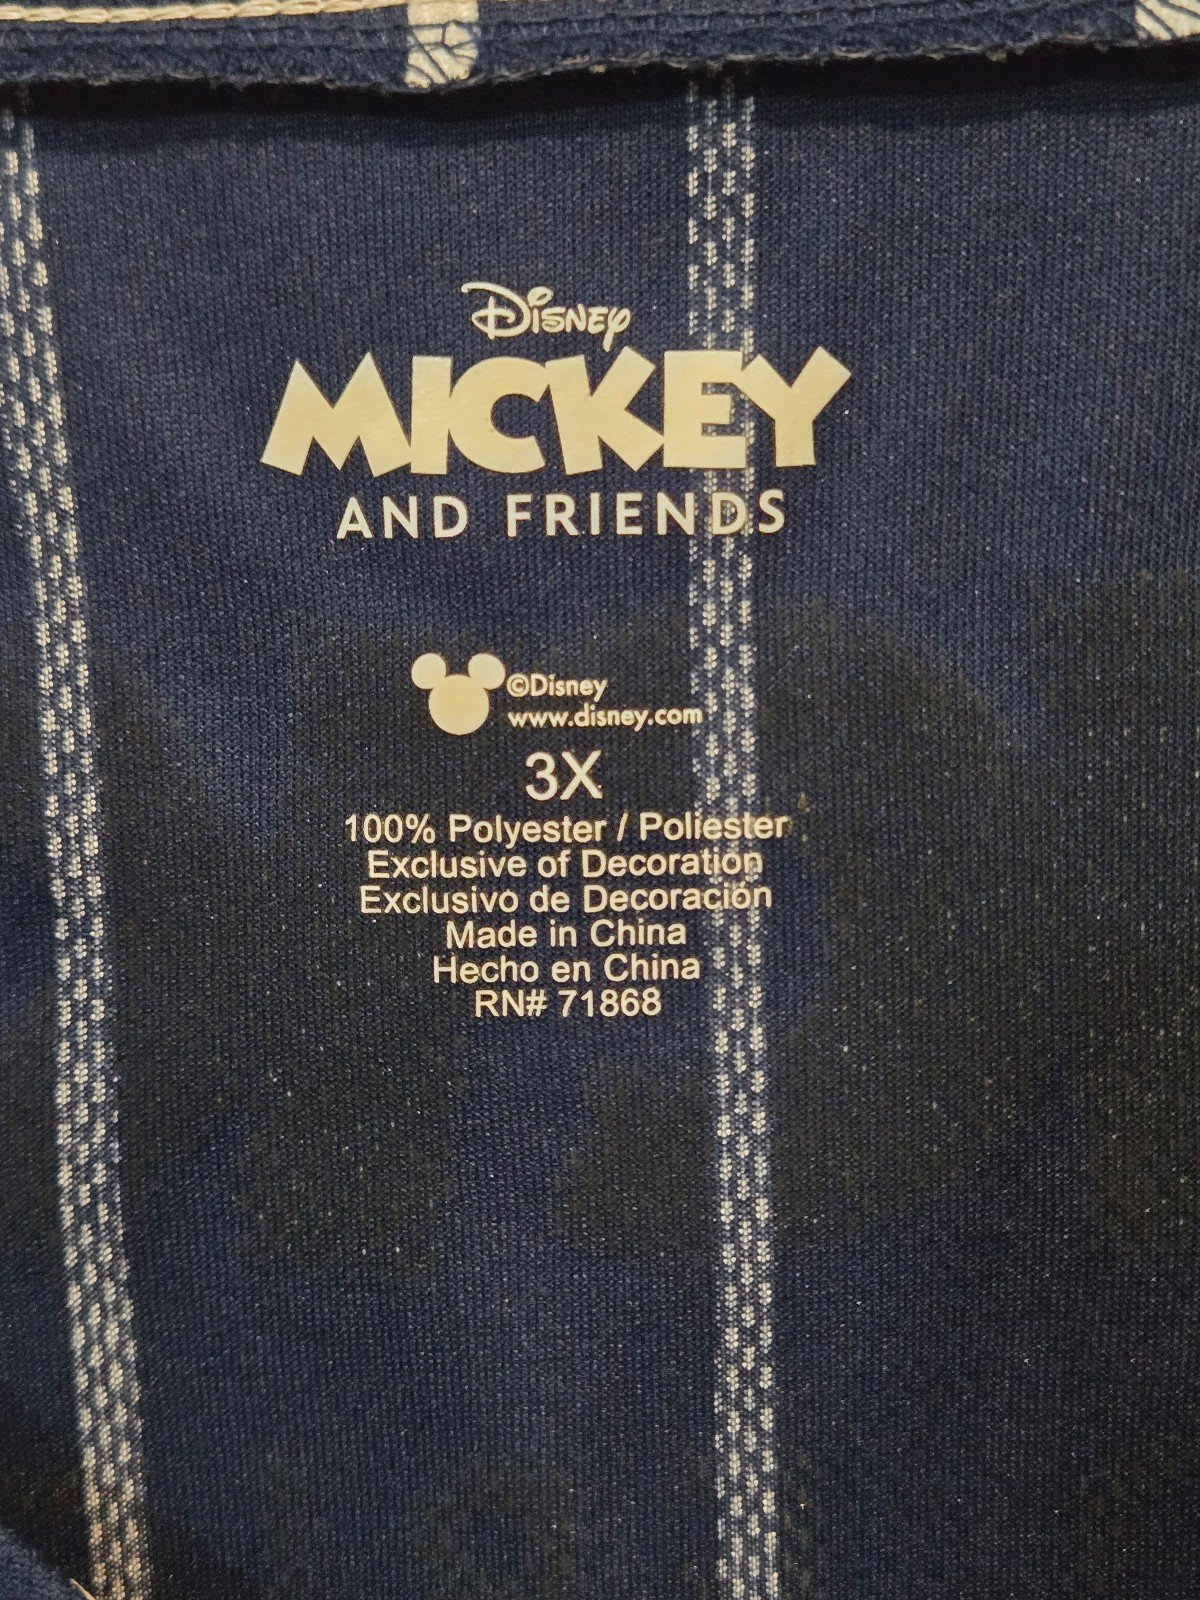 Disney
MICKEY
AND FRIENDS
©Disney
www.disney.com
3X
100% Polyester / Poliester
Exclusive of Decoration
Exclusivo de Decoración
Made in China
Hecho en China
RN# 71868